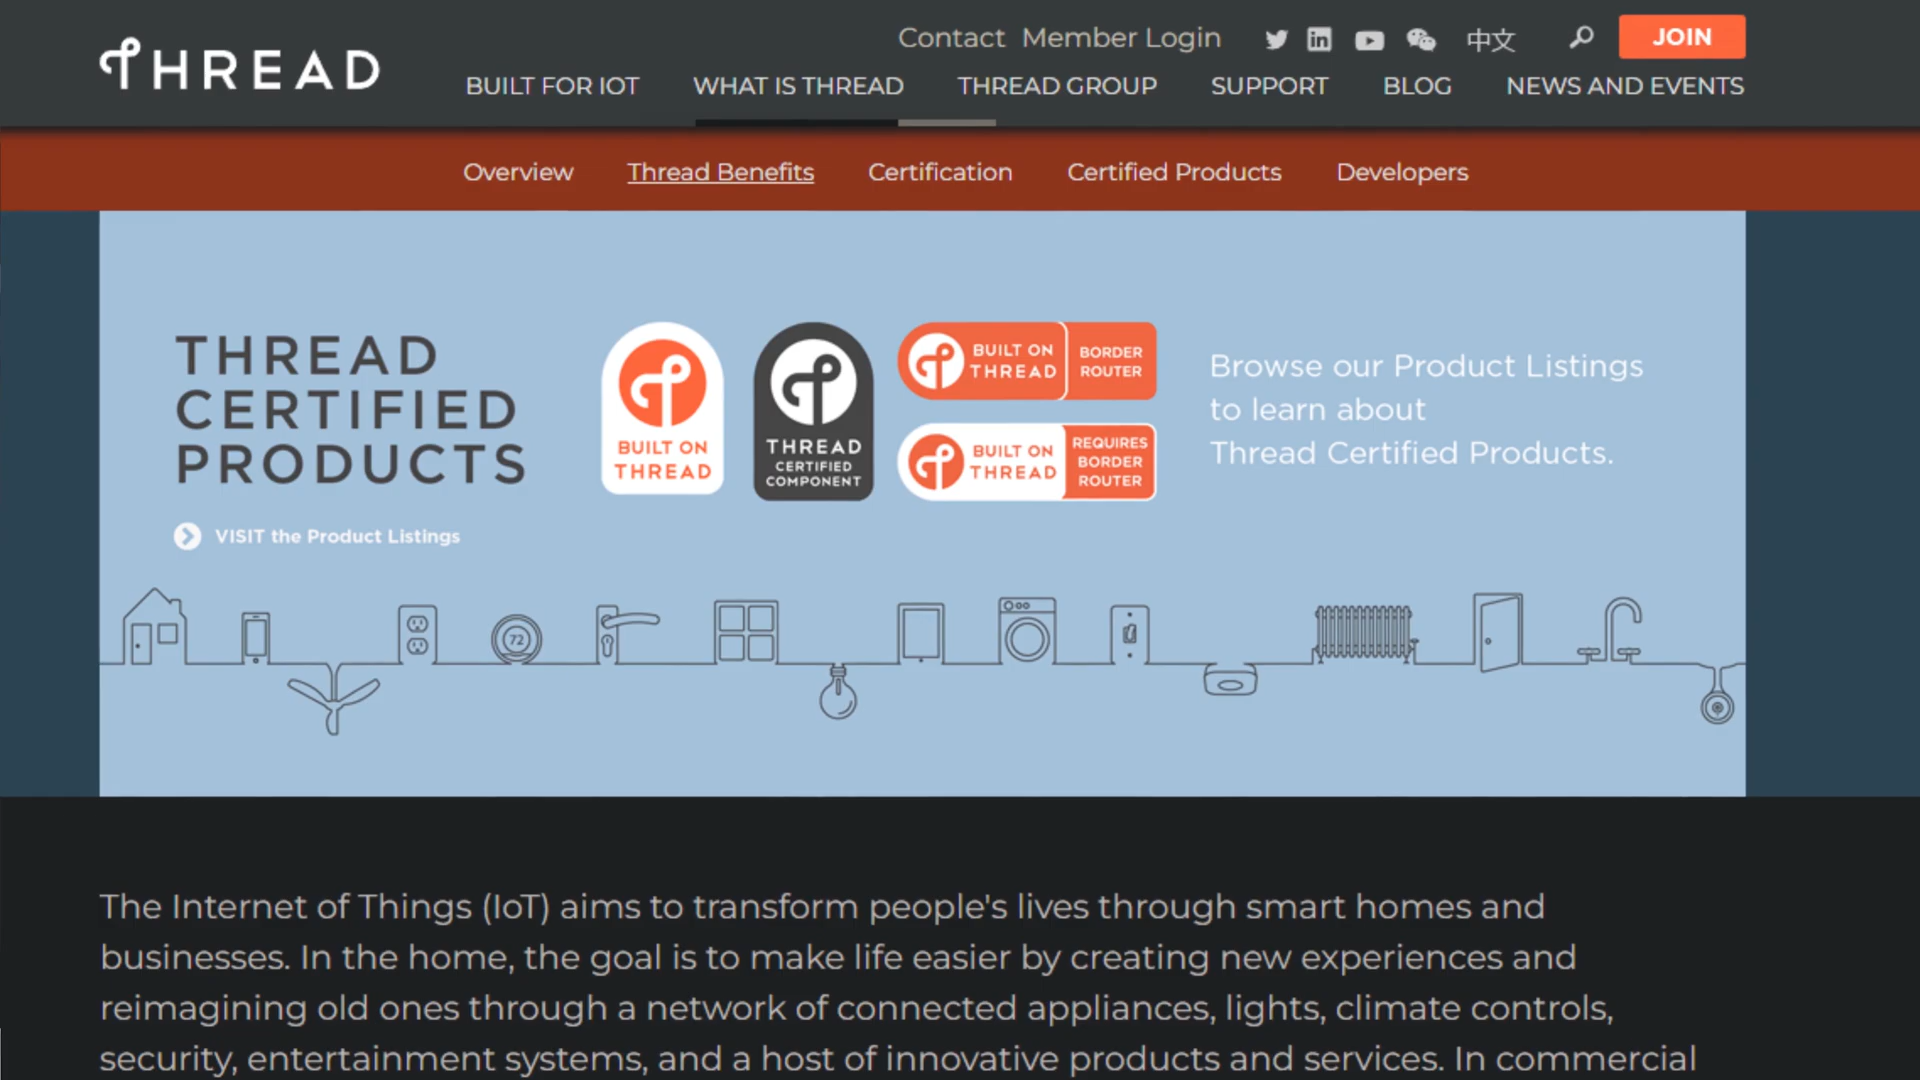 THREAD
Contact Member Login 中文 JOIN
BUILT FOR IOT WHAT IS THREAD THREAD GROUP SUPPORT BLOG NEWS AND EVENTS
Overview Thread Benefits Certification Certified Products Developers
THREAD
CERTIFIED
PRODUCTS
VISIT the Product Listings
BUILT ON
THREAD
THREAD
CERTIFIED
COMPONENT
BUILT ON
THREAD
BORDER
ROUTER
BUILT ON
THREAD
REQUIRES
BORDER
ROUTER
Browse our Product Listings
to learn about
Thread Certified Products.
72
The Internet of Things (IoT) aims to transform people's lives through smart homes and
businesses. In the home, the goal is to make life easier by creating new experiences and
reimagining old ones through a network of connected appliances, lights, climate controls,
security, entertainment systems, and a host of innovative products and services. In commercial